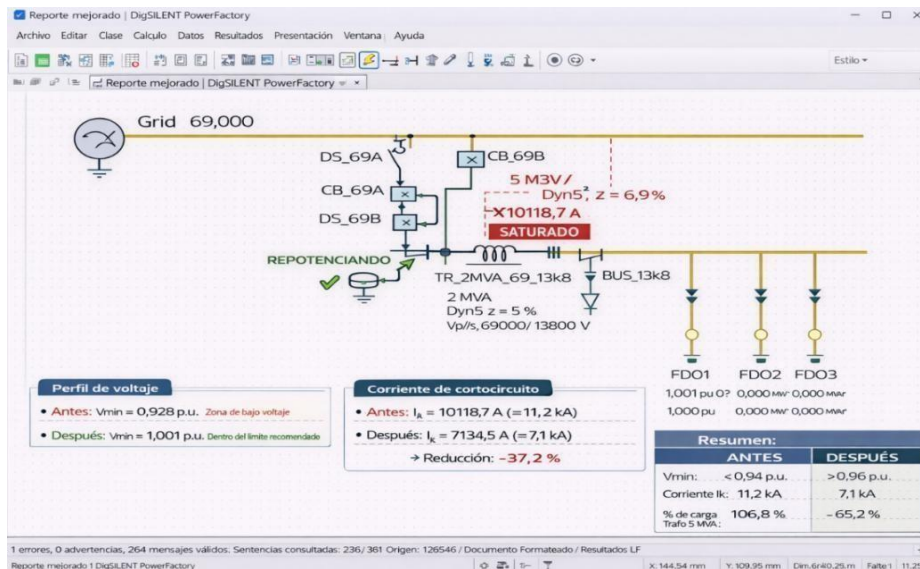 Reporte mejorado | DigSILENT PowerFactory
Archivo Editar Clase Calculo Datos Resultados Presentación Ventana Ayuda
Estilo
Reporte mejorado | DigSILENT PowerFactory
Grid 69,000
DS_69A
CB_69B
CB_69A
5 M3V /
Dyn5², z = 6,9%
DS_69B
X10118,7 A
SATURADO
REPOTENCIANDO
TR_2MVA_69_13k8
BUS_13k8
2 MVA
Dyn5 z = 5 %
Vp//s, 69000/ 13800 V
FDO1 FDO2 FDO3
1,001 pu 0? 0,000 MW 0,000 MVAr
1,000 pu 0,000 MW 0,000 MVAr
Perfil de voltaje
• Antes: Vmin = 0,928 p.u. Zona de bajo voltaje
• Después: Vmin = 1,001 p.u. Dentro del límite recomendado
Corriente de cortocircuito
• Antes: Ik = 10118,7 A (=11,2 kA)
• Después: Ik = 7134,5 A (=7,1 kA)
→ Reducción: -37,2 %
Resumen:
ANTES DESPUÉS
Vmin: < 0,94 p.u. >0,96 p.u.
Corriente Ik: 11,2 kA 7,1 kA
% de carga Trafo 5 MVA: 106,8 % -65,2 %
1 errores, 0 advertencias, 264 mensajes válidos. Sentencias consultadas: 236/ 361 Origen: 126546 / Documento Formateado / Resultados LF
Reporte mejorado 1 DigSILENT PowerFactory
X: 144.54 mm Y: 109.95 mm